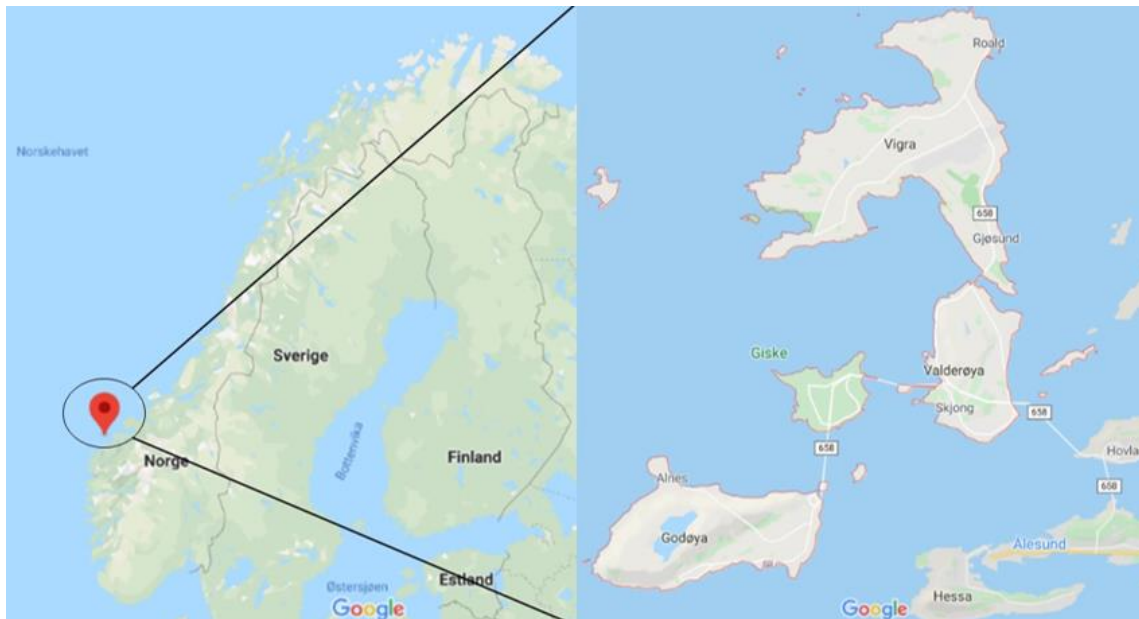 Norskehavet
Sverige
Bottenvika
Norge
Finland
Estland
Østersjøen
Google
Roald
Vigra
658
Gjøsund
Giske
Valderøya
Skjong
658
658
Hovla
Alnes
658
Godøya
Alesund
Hessa
Google